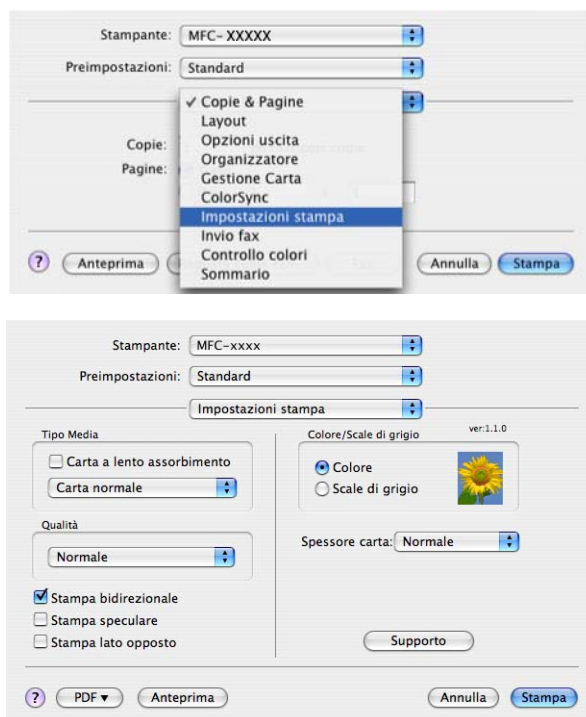 Stampante: MFC- XXXXX
Preimpostazioni: Standard
✓ Copie & Pagine
Layout
Opzioni uscita
Copie:
Organizzatore
Pagine:
Gestione Carta
ColorSync
Impostazioni stampa
Invio fax
Controllo colori
Sommario
? Anteprima Annulla Stampa
Stampante: MFC-xxxx
Preimpostazioni: Standard
Impostazioni stampa
Tipo Media
Carta a lento assorbimento
Carta normale
Qualità
Normale
Stampa bidirezionale
Stampa speculare
Stampa lato opposto
Colore/Scale di grigio
ver:1.1.0
Colore
Scale di grigio
Spessore carta: Normale
Supporto
? PDF ▼ Anteprima Annulla Stampa